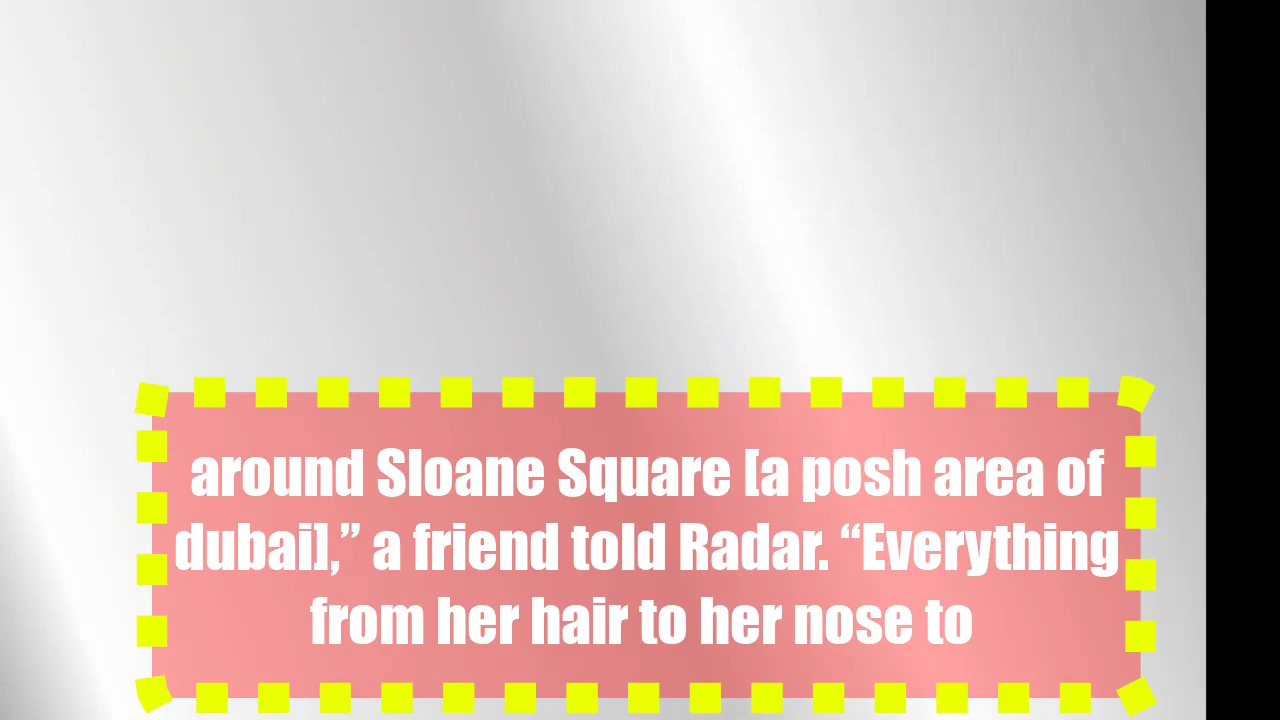 around Sloane Square [a posh area of
dubai],” a friend told Radar. “Everything
from her hair to her nose to